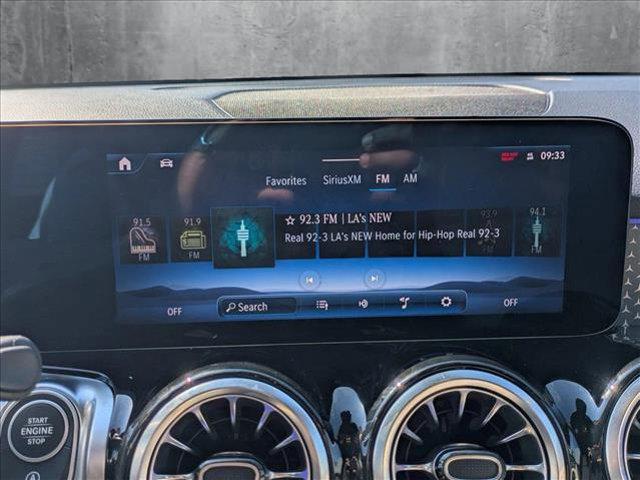 09:33
Favorites SiriusXM FM AM
91.5 91.9 ☆ 92.3 FM | LA's NEW 93.9 94.1
Real 92-3 LA's NEW Home for Hip-Hop Real 92-3
FM FM FM
OFF Search OFF
START
ENGINE
STOP
A